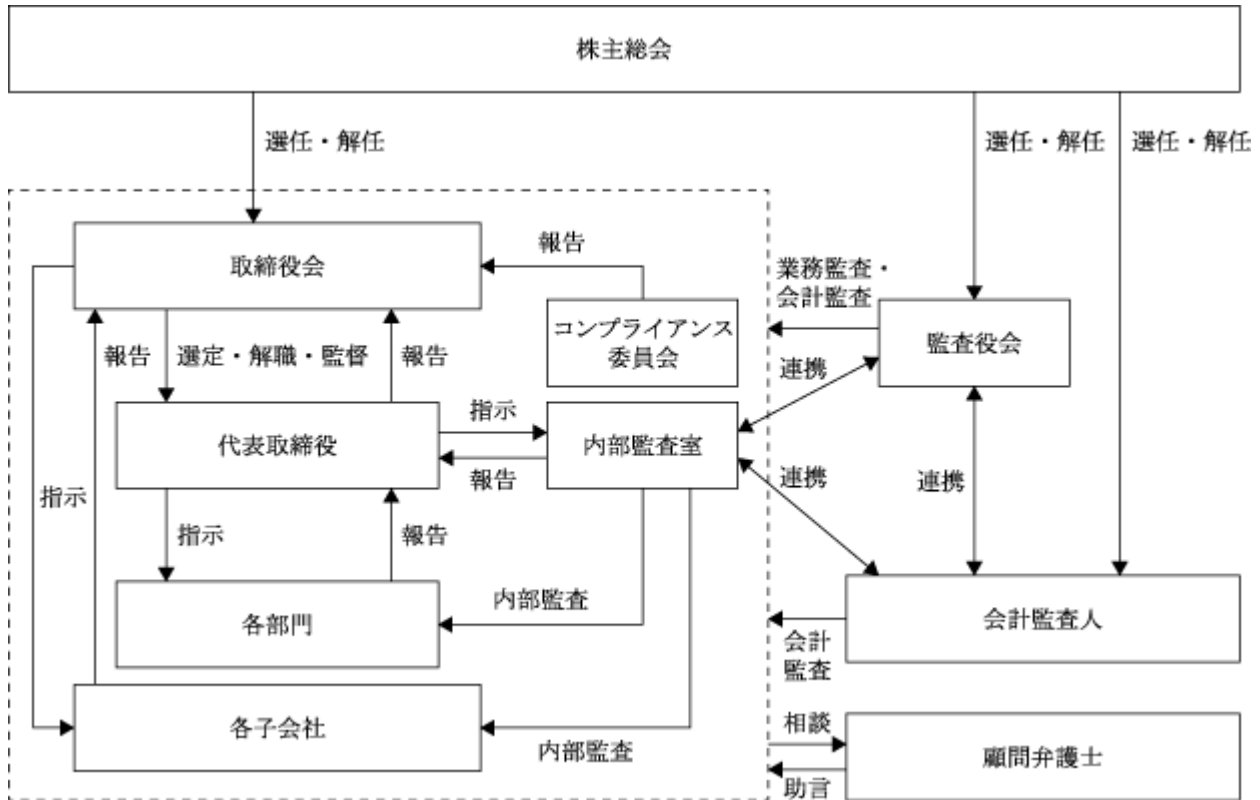 株主総会
選任・解任
選任・解任
選任・解任
取締役会
報告
コンプライアンス
委員会
業務監査・
会計監査
監査役会
報告
選定・解職・監督
報告
連携
代表取締役
指示
報告
内部監査室
連携
連携
指示
指示
報告
各部門
内部監査
会計監査人
会計
監査
各子会社
内部監査
相談
助言
顧問弁護士